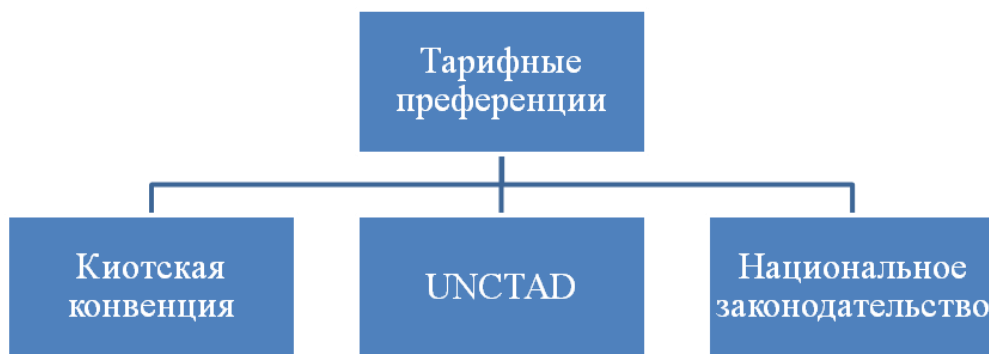 Тарифные
преференции
Киотская
конвенция
UNCTAD
Национальное
законодательство